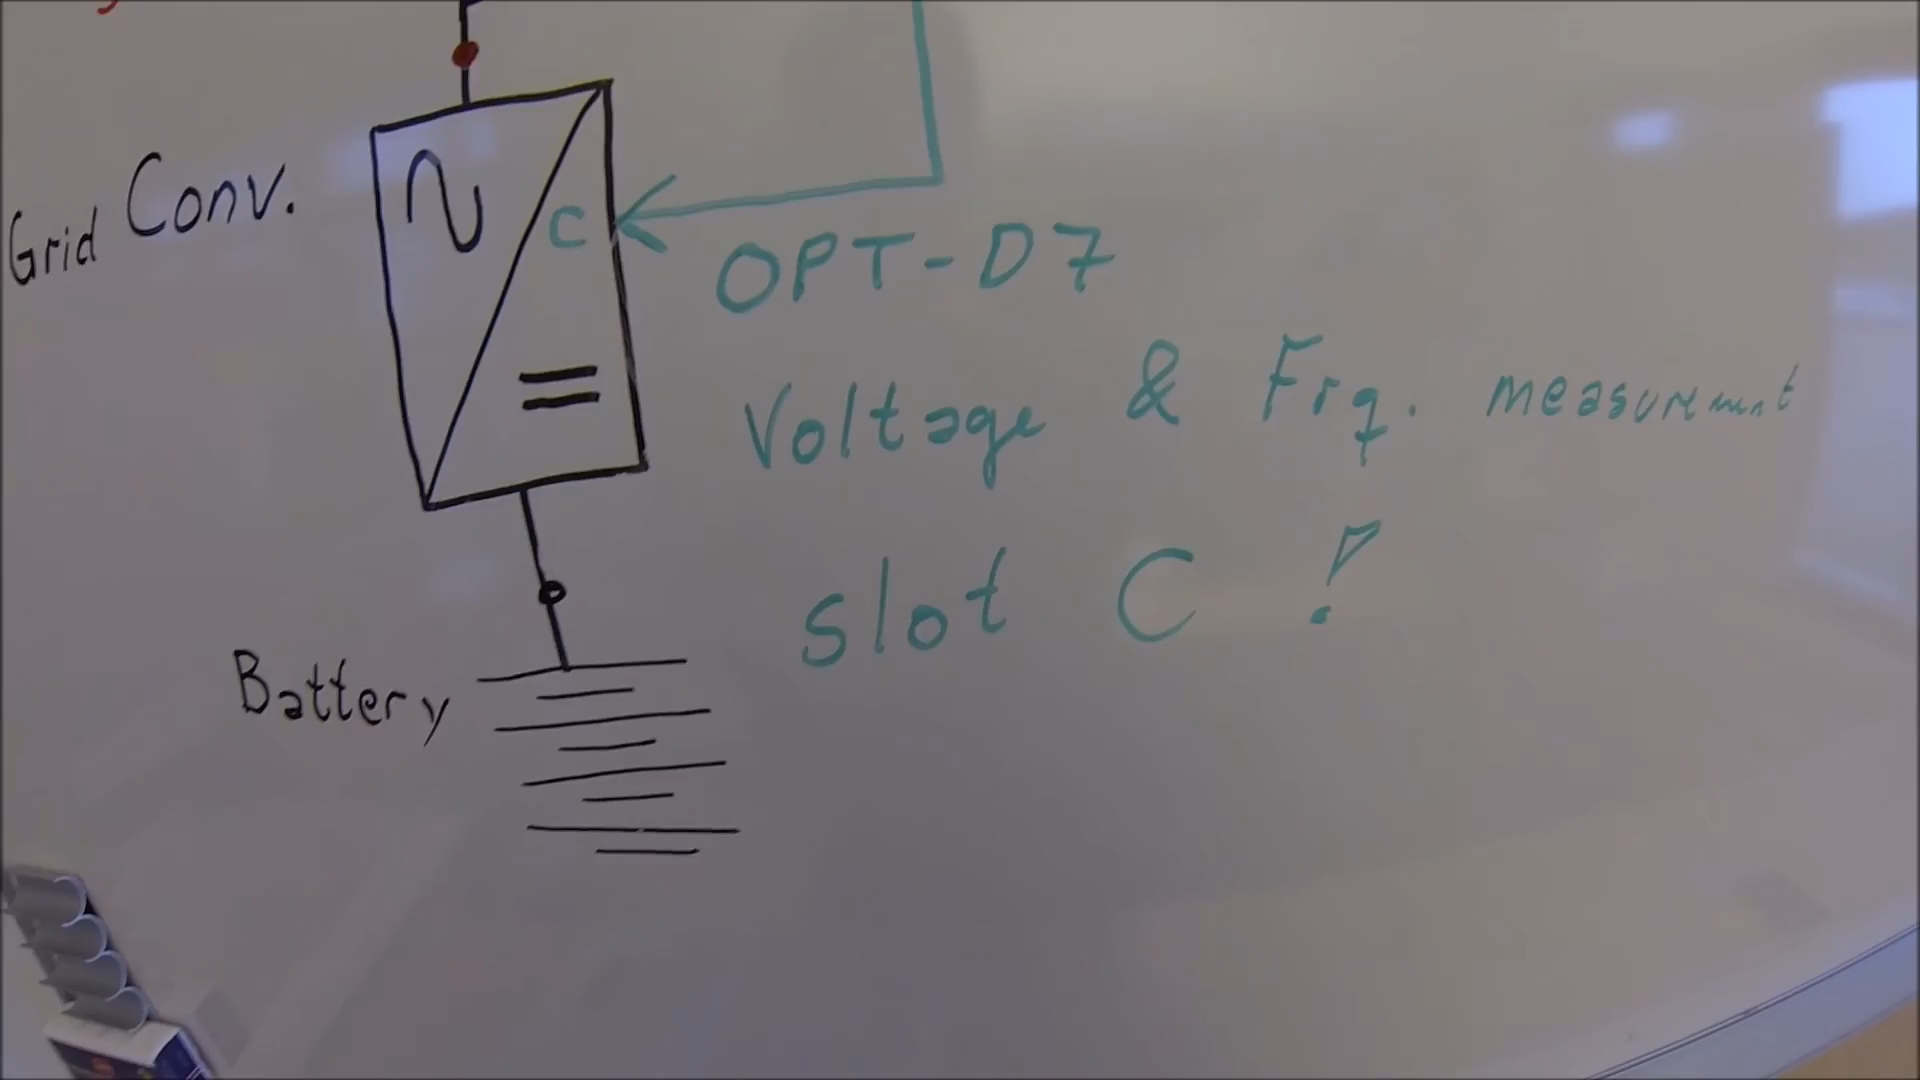 Grid Conv.
C
OPT-D7
Voltage & Frq. measurement
slot C !
Battery